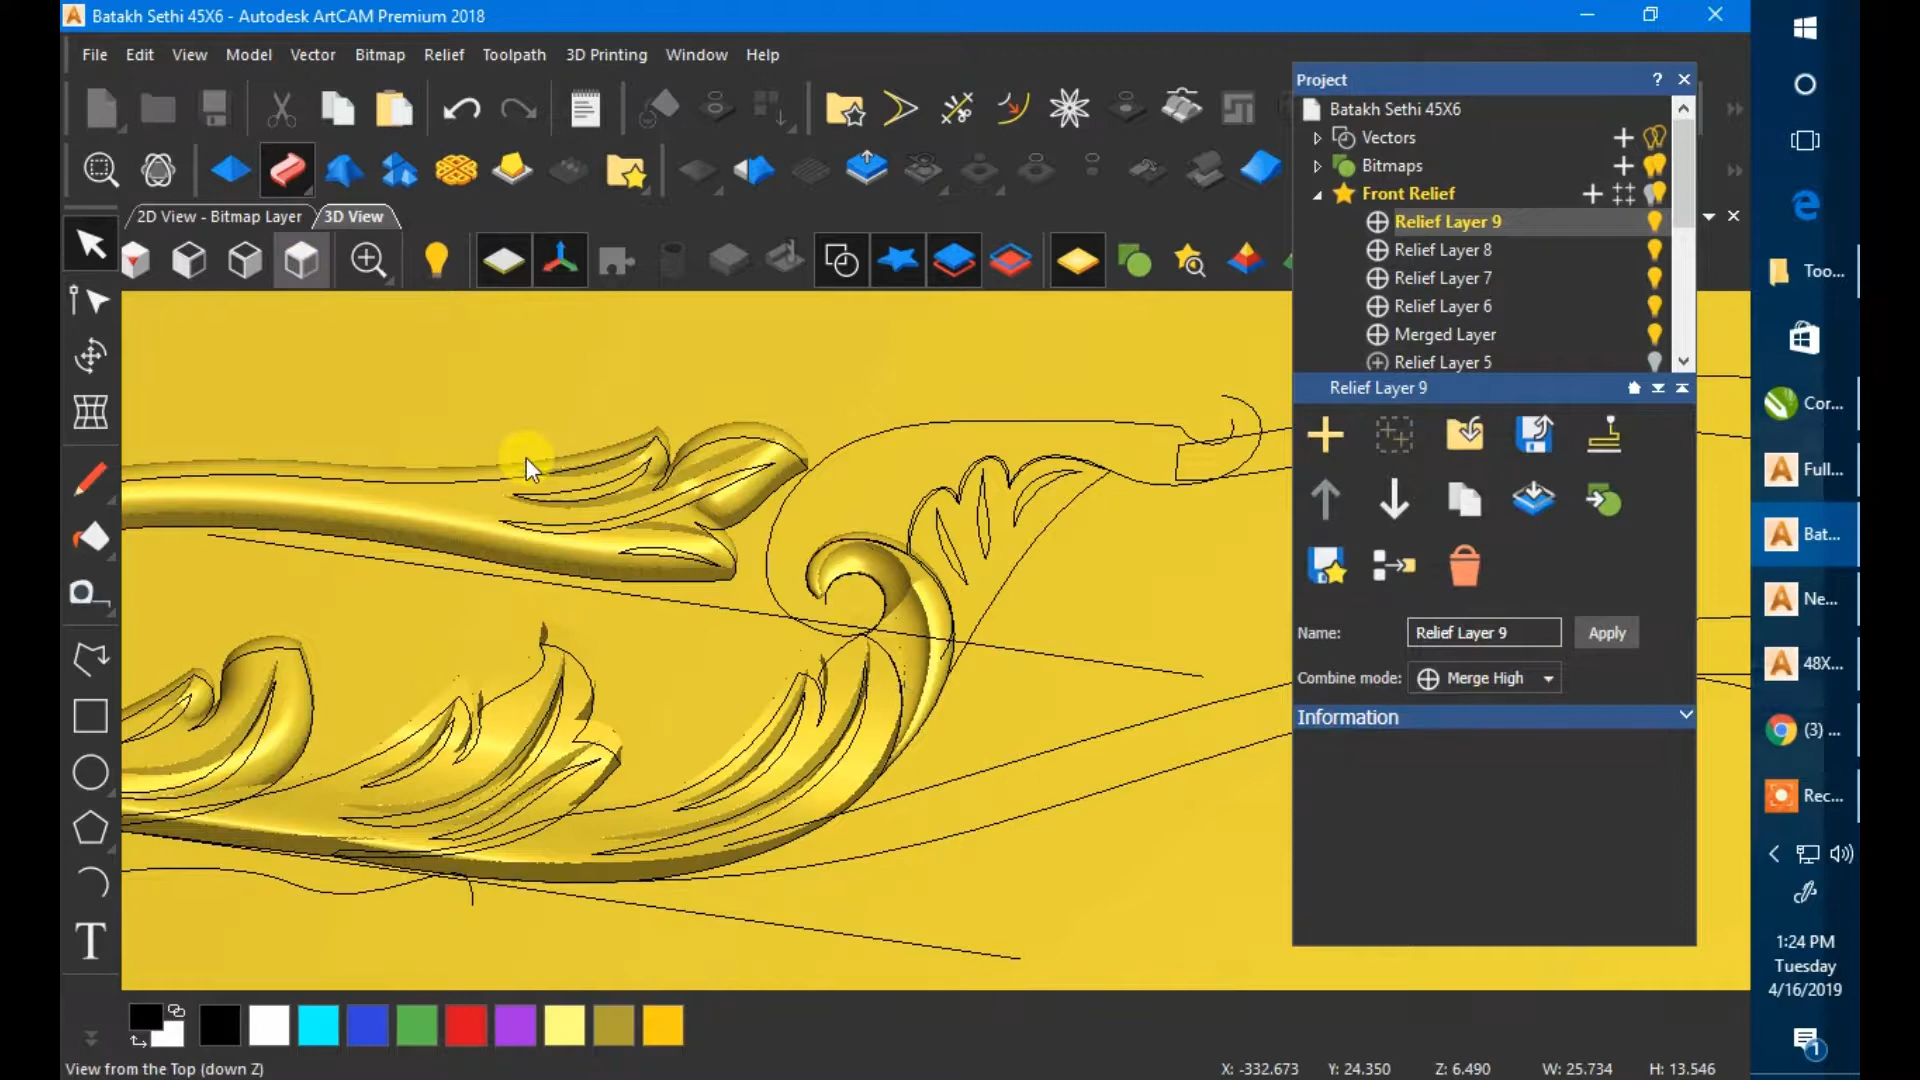 Batakh Sethi 45X6 - Autodesk ArtCAM Premium 2018
File Edit View Model Vector Bitmap Relief Toolpath 3D Printing Window Help
2D View - Bitmap Layer 3D View
Project ?
Batakh Sethi 45X6
Vectors
Bitmaps
Front Relief
Relief Layer 9
Relief Layer 8
Relief Layer 7
Relief Layer 6
Merged Layer
Relief Layer 5
Relief Layer 9
Name: Relief Layer 9 Apply
Combine mode: Merge High
Information
T
View from the Top (down Z)
X: -332.673 Y: 24.350 Z: 6.490 W: 25.734 H: 13.546
Too...
Cor...
Full...
Bat...
Ne...
48X...
(3) ...
Rec...
1:24 PM
Tuesday
4/16/2019
1